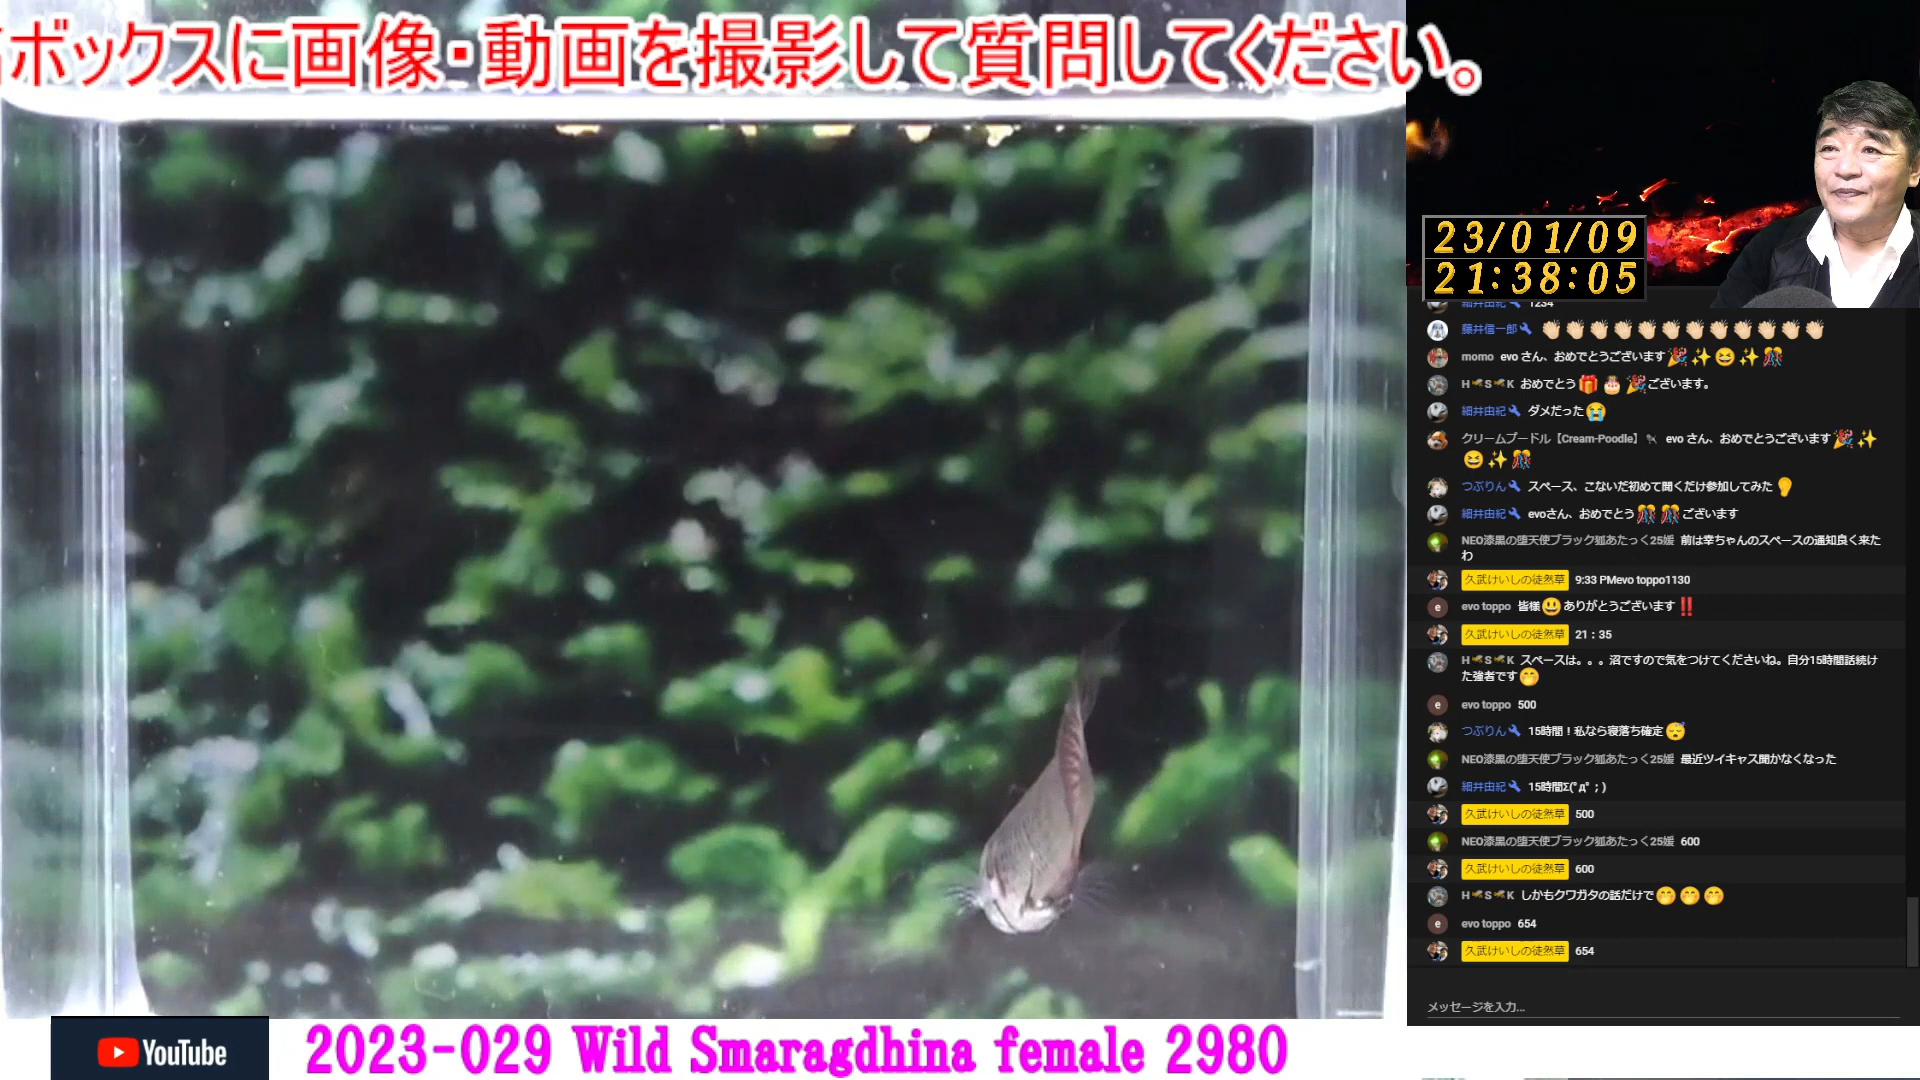 ボックスに画像・動画を撮影して質問してください。
23/01/09
21:38:05
細井由紀 1234
藤井信一郎
momo evo さん、おめでとうございます
H S K おめでとう ございます。
細井由紀 ダメだった
クリームプードル【Cream-Poodle】 evo さん、おめでとうございます
つぶりん スペース、こないだ初めて聞くだけ参加してみた
細井由紀 evoさん、おめでとう ございます
NEO漆黒の堕天使ブラック狐あたっく25媛 前は幸ちゃんのスペースの通知良く来た
わ
久武けいしの徒然草 9:33 PMevo toppo1130
e evo toppo 皆様 ありがとうございます‼
久武けいしの徒然草 21：35
H S K スペースは。。。沼ですので気をつけてくださいね。自分15時間話続け
た強者です
e evo toppo 500
つぶりん 15時間！私なら寝落ち確定
NEO漆黒の堕天使ブラック狐あたっく25媛 最近ツイキャス聞かなくなった
細井由紀 15時間Σ(ﾟдﾟ；)
久武けいしの徒然草 500
NEO漆黒の堕天使ブラック狐あたっく25媛 600
久武けいしの徒然草 600
H S K しかもクワガタの話だけで
e evo toppo 654
久武けいしの徒然草 654
メッセージを入力...
YouTube
2023-029 Wild Smaragdhina female 2980